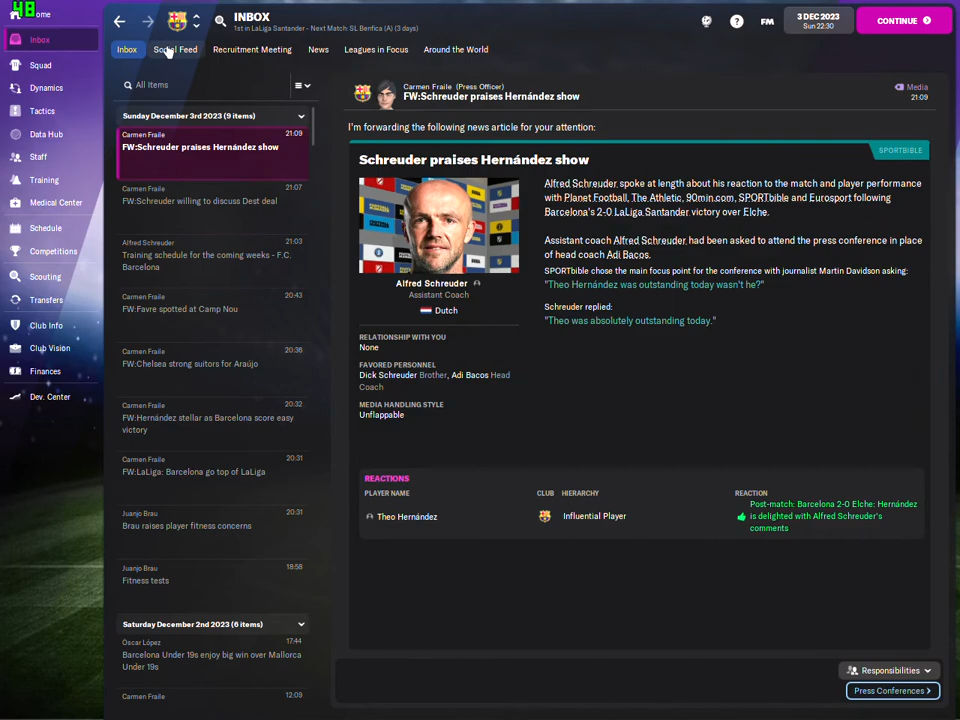 48
ome
INBOX
1st in LaLiga Santander - Next Match: SL Benfica (A) (3 days)
?
FM
3 DEC 2023
Sun 22:30
CONTINUE
Inbox
Squad
Dynamics
Tactics
Data Hub
Staff
Training
Medical Center
Schedule
Competitions
Scouting
Transfers
Club Info
Club Vision
Finances
Dev. Center
Inbox
Social Feed
Recruitment Meeting
News
Leagues in Focus
Around the World
All Items
Sunday December 3rd 2023 (9 items)
Carmen Fraile 21:09
FW:Schreuder praises Hernández show
Carmen Fraile 21:07
FW:Schreuder willing to discuss Dest deal
Alfred Schreuder 21:03
Training schedule for the coming weeks - F.C.
Barcelona
Carmen Fraile 20:43
FW:Favre spotted at Camp Nou
Carmen Fraile 20:36
FW:Chelsea strong suitors for Araújo
Carmen Fraile 20:32
FW:Hernández stellar as Barcelona score easy
victory
Carmen Fraile 20:31
FW:LaLiga: Barcelona go top of LaLiga
Juanjo Brau 20:31
Brau raises player fitness concerns
Juanjo Brau 18:58
Fitness tests
Saturday December 2nd 2023 (6 items)
Óscar López 17:44
Barcelona Under 19s enjoy big win over Mallorca
Under 19s
Carmen Fraile 12:09
Carmen Fraile (Press Officer)
FW:Schreuder praises Hernández show
Media
21:09
I'm forwarding the following news article for your attention:
SPORTBIBLE
Schreuder praises Hernández show
Alfred Schreuder
Assistant Coach
Dutch
RELATIONSHIP WITH YOU
None
FAVORED PERSONNEL
Dick Schreuder Brother, Adi Bacos Head
Coach
MEDIA HANDLING STYLE
Unflappable
Alfred Schreuder spoke at length about his reaction to the match and player performance
with Planet Football, The Athletic, 90min.com, SPORTbible and Eurosport following
Barcelona's 2-0 LaLiga Santander victory over Elche.
Assistant coach Alfred Schreuder had been asked to attend the press conference in place
of head coach Adi Bacos.
SPORTbible chose the main focus point for the conference with journalist Martin Davidson asking:
"Theo Hernández was outstanding today wasn't he?"
Schreuder replied:
"Theo was absolutely outstanding today."
REACTIONS
PLAYER NAME CLUB HIERARCHY REACTION
Theo Hernández Influential Player
Post-match: Barcelona 2-0 Elche: Hernández
is delighted with Alfred Schreuder's
comments
Responsibilities
Press Conferences